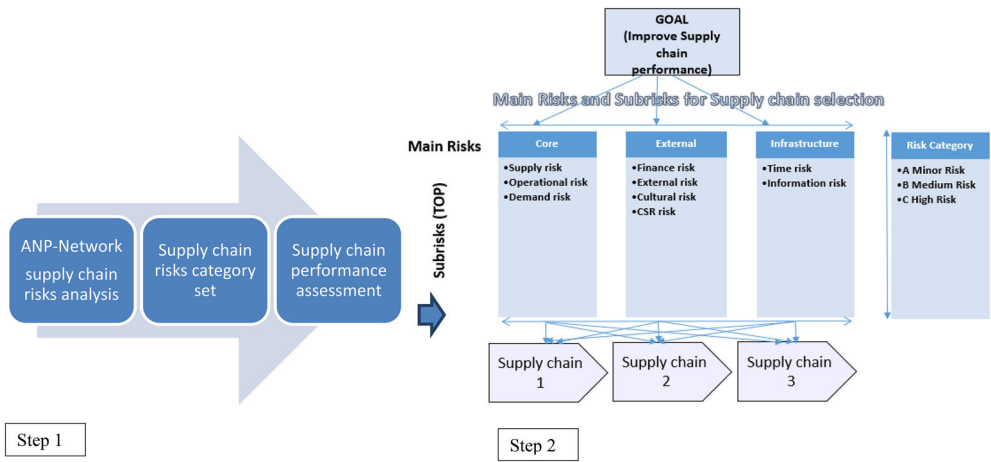 ANP-Network
supply chain
risks analysis
Supply chain
risks category
set
Supply chain
performance
assessment
Step 1
GOAL
(Improve Supply
chain
performance)
Main Risks and Subrisks for Supply chain selection
Main Risks
Subrisks (TOP)
Core
•Supply risk
•Operational risk
•Demand risk
External
•Finance risk
•External risk
•Cultural risk
•CSR risk
Infrastructure
•Time risk
•Information risk
Risk Category
•A Minor Risk
•B Medium Risk
•C High Risk
Supply chain
1
Supply chain
2
Supply chain
3
Step 2